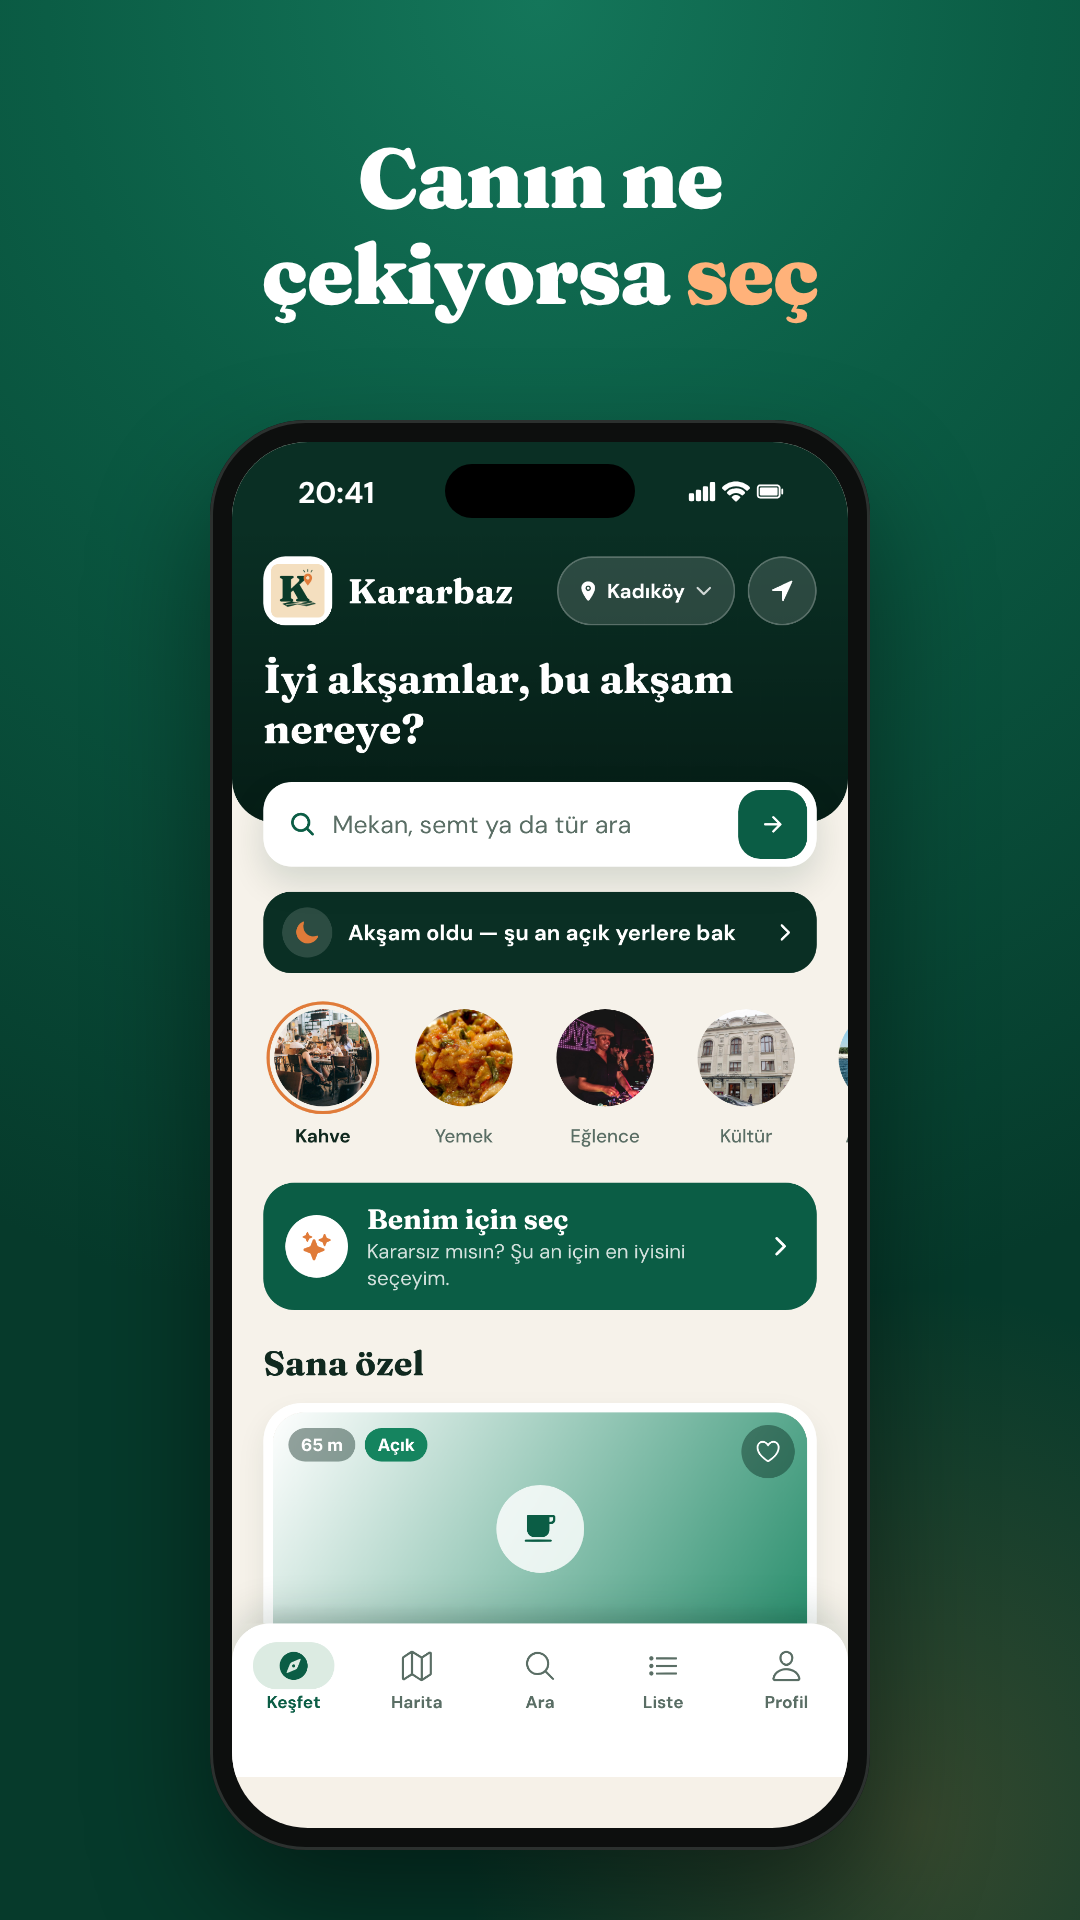 Canın ne
çekiyorsa seç
20:41
K
Kararbaz
Kadıköy
İyi akşamlar, bu akşam
nereye?
Mekan, semt ya da tür ara
Akşam oldu — şu an açık yerlere bak
Kahve
Yemek
Eğlence
Kültür
Benim için seç
Kararsız mısın? Şu an için en iyisini
seçeyim.
Sana özel
65 m
Açık
Keşfet
Harita
Ara
Liste
Profil